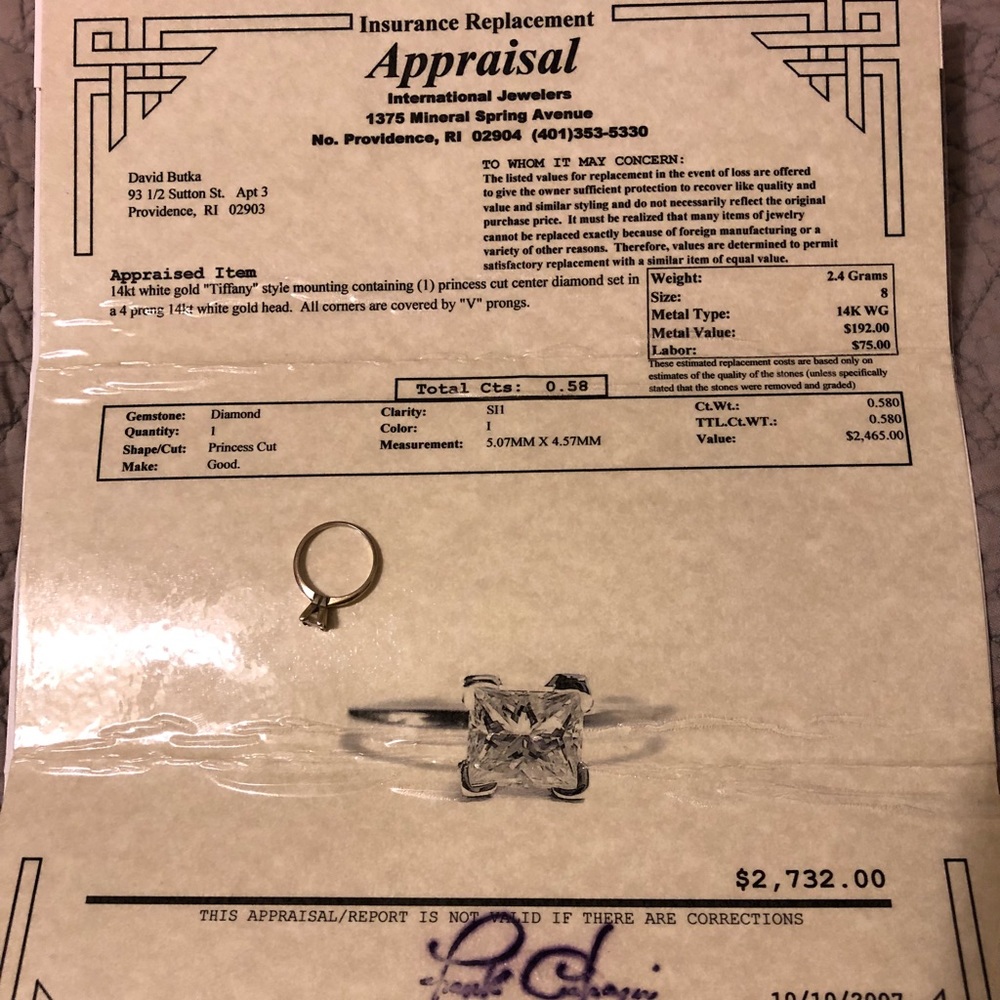 Insurance Replacement
Appraisal
International Jewelers
1375 Mineral Spring Avenue
No. Providence, RI 02904 (401)353-5330
David Butka
93 1/2 Sutton St. Apt 3
Providence, RI 02903
TO WHOM IT MAY CONCERN:
The listed values for replacement in the event of loss are offered
to give the owner sufficient protection to recover like quality and
value and similar styling and do not necessarily reflect the original
purchase price. It must be realized that many items of jewelry
cannot be replaced exactly because of foreign manufacturing or a
variety of other reasons. Therefore, values are determined to permit
satisfactory replacement with a similar item of equal value.
Appraised Item
14kt white gold "Tiffany" style mounting containing (1) princess cut center diamond set in
a 4 prong 14kt white gold head. All corners are covered by "V" prongs.
Weight: 2.4 Grams
Size: 8
Metal Type: 14K WG
Metal Value: $192.00
Labor: $75.00
These estimated replacement costs are based only on
estimates of the quality of the stones (unless specifically
stated that the stones were removed and graded)
Total Cts: 0.58
Gemstone: Diamond
Quantity: 1
Shape/Cut: Princess Cut
Make: Good.
Clarity: SI1
Color: I
Measurement: 5.07MM X 4.57MM
Ct.Wt.: 0.580
TTL.Ct.WT.: 0.580
Value: $2,465.00
$2,732.00
THIS APPRAISAL/REPORT IS NOT VALID IF THERE ARE CORRECTIONS
10/10/2007